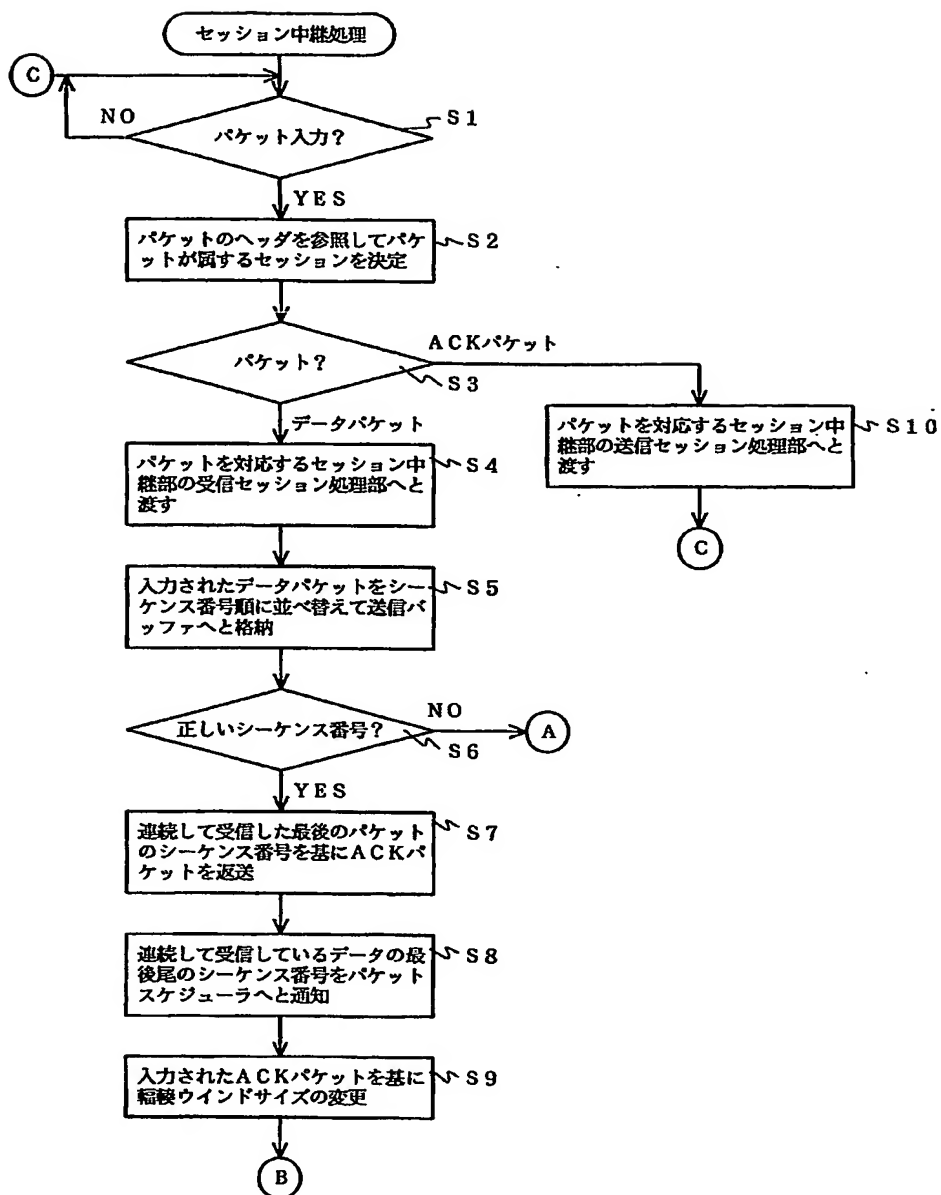 セッション中継処理
C
NO
パケット入力？
S1
YES
パケットのヘッダを参照してパケ
ットが属するセッションを決定
S2
パケット？
S3
ACKパケット
データパケット
パケットを対応するセッション中
継部の受信セッション処理部へと
渡す
S4
パケットを対応するセッション中
継部の送信セッション処理部へと
渡す
S10
C
入力されたデータパケットをシー
ケンス番号順に並べ替えて送信バ
ッファへと格納
S5
正しいシーケンス番号？
S6
NO
A
YES
連続して受信した最後のパケット
のシーケンス番号を基にACKパ
ケットを返送
S7
連続して受信しているデータの最
後尾のシーケンス番号をパケット
スケジューラへと通知
S8
入力されたACKパケットを基に
輻輳ウインドサイズの変更
S9
B